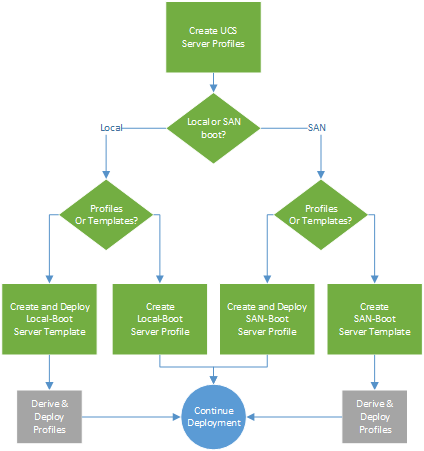 Create UCS
Server Profiles
Local or SAN
boot?
Local
SAN
Profiles
Or Templates?
Profiles
Or Templates?
Create and Deploy
Local-Boot
Server Template
Create
Local-Boot
Server Profile
Create and Deploy
SAN-Boot
Server Profile
Create
SAN-Boot
Server Template
Derive &
Deploy
Profiles
Continue
Deployment
Derive &
Deploy
Profiles